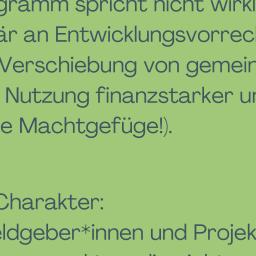 gramm spricht nicht wirkl
är an Entwicklungsvorrec
Verschiebung von gemein
Nutzung finanzstarker u
e Machtgefüge!).
Charakter:
eldgeber*innen und Projek